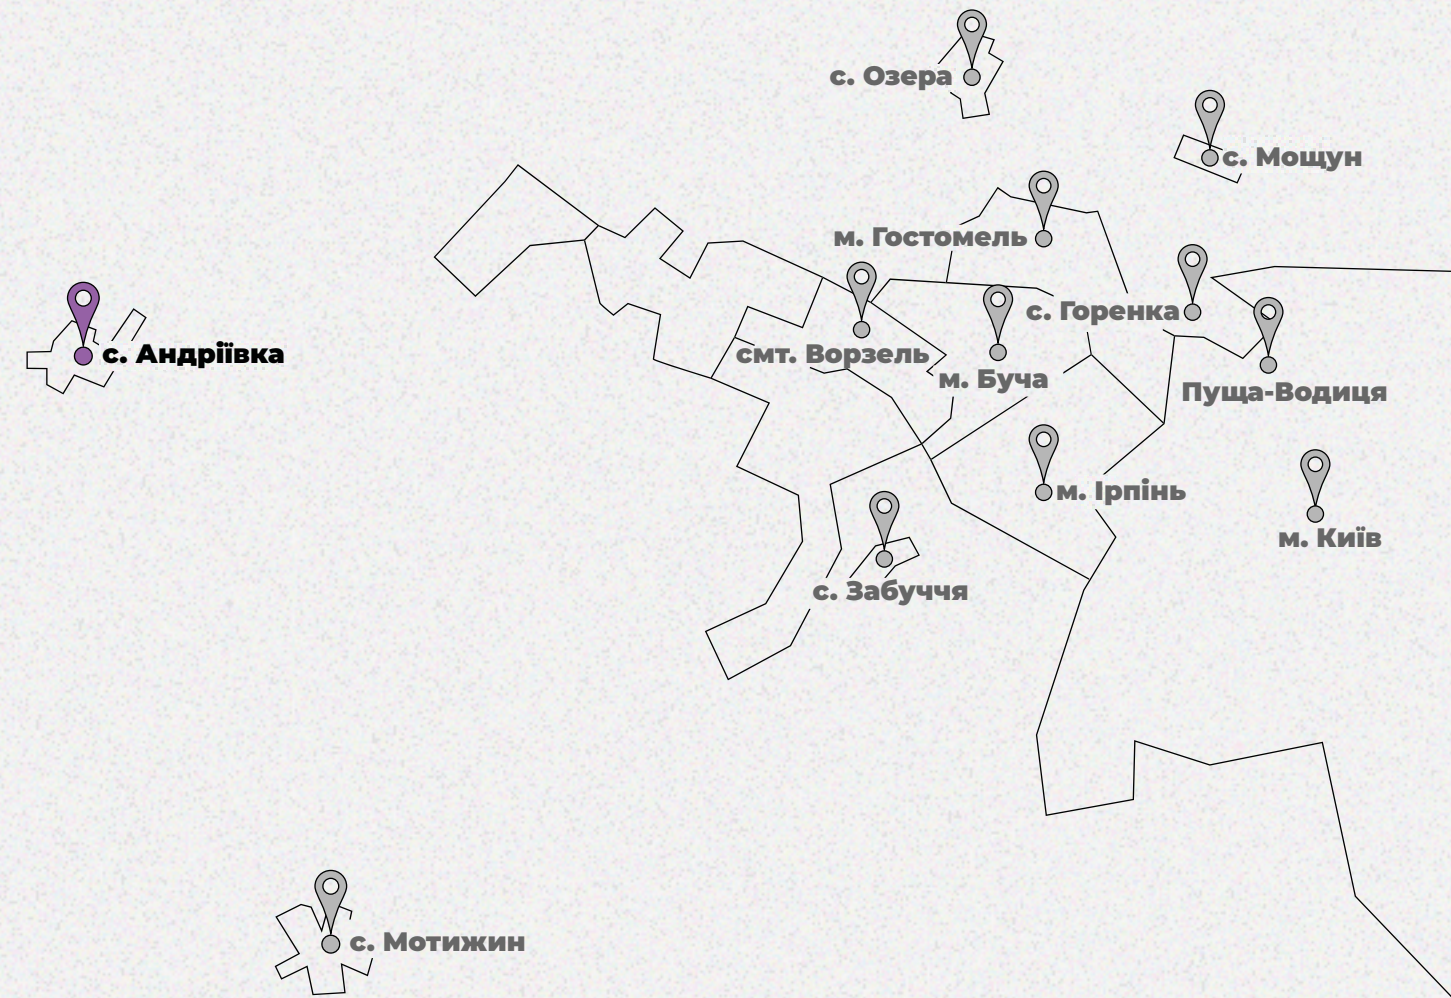 с. Озера
с. Мощун
м. Гостомель
с. Горенка
с. Андріївка
смт. Ворзель
м. Буча
Пуща-Водиця
м. Ірпінь
м. Київ
с. Забуччя
с. Мотижин